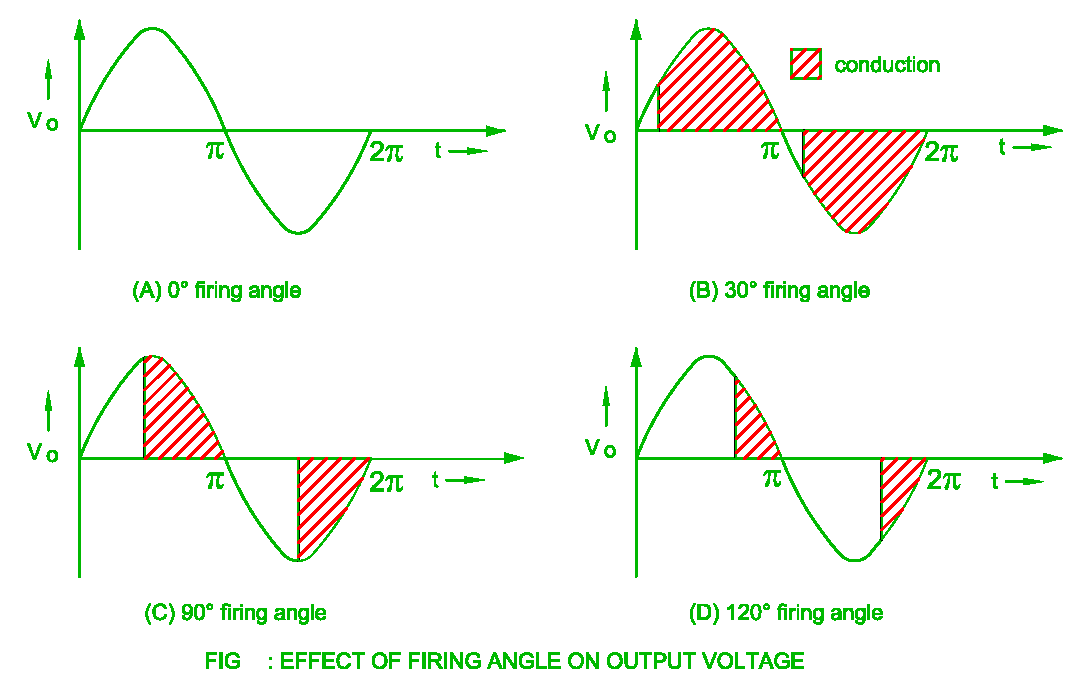 conduction
Vo
π
2π
t
Vo
π
2π
t
(A) 0° firing angle
(B) 30° firing angle
Vo
π
2π
t
Vo
π
2π
t
(C) 90° firing angle
(D) 120° firing angle
FIG : EFFECT OF FIRING ANGLE ON OUTPUT VOLTAGE